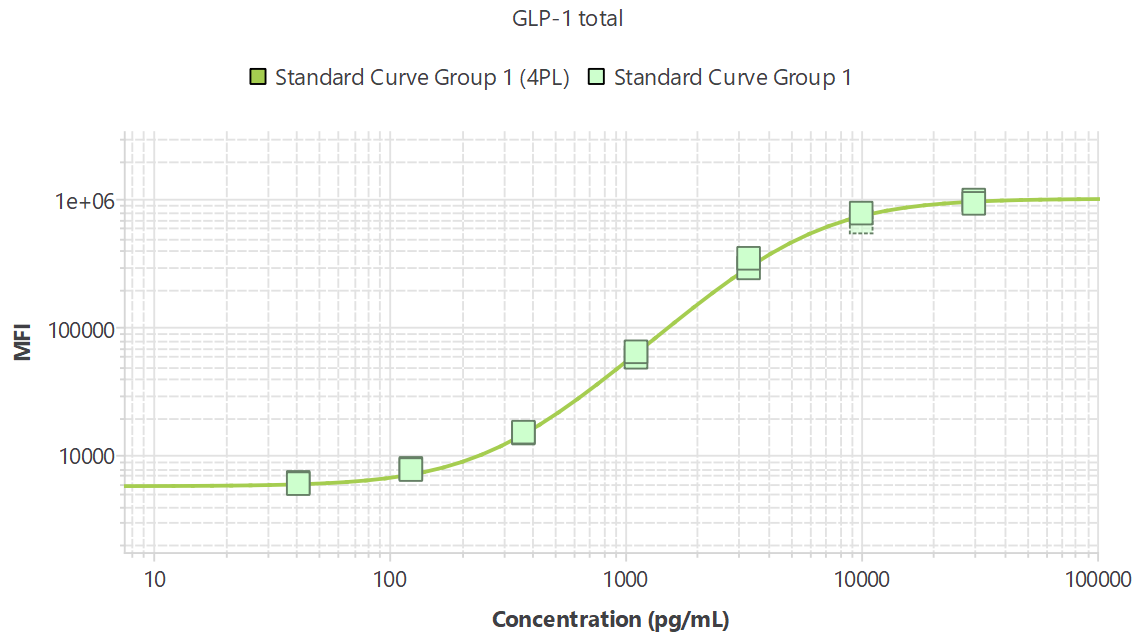 GLP-1 total
Standard Curve Group 1 (4PL) Standard Curve Group 1
1e+06
100000
10000
MFI
10 100 1000 10000 100000
Concentration (pg/mL)